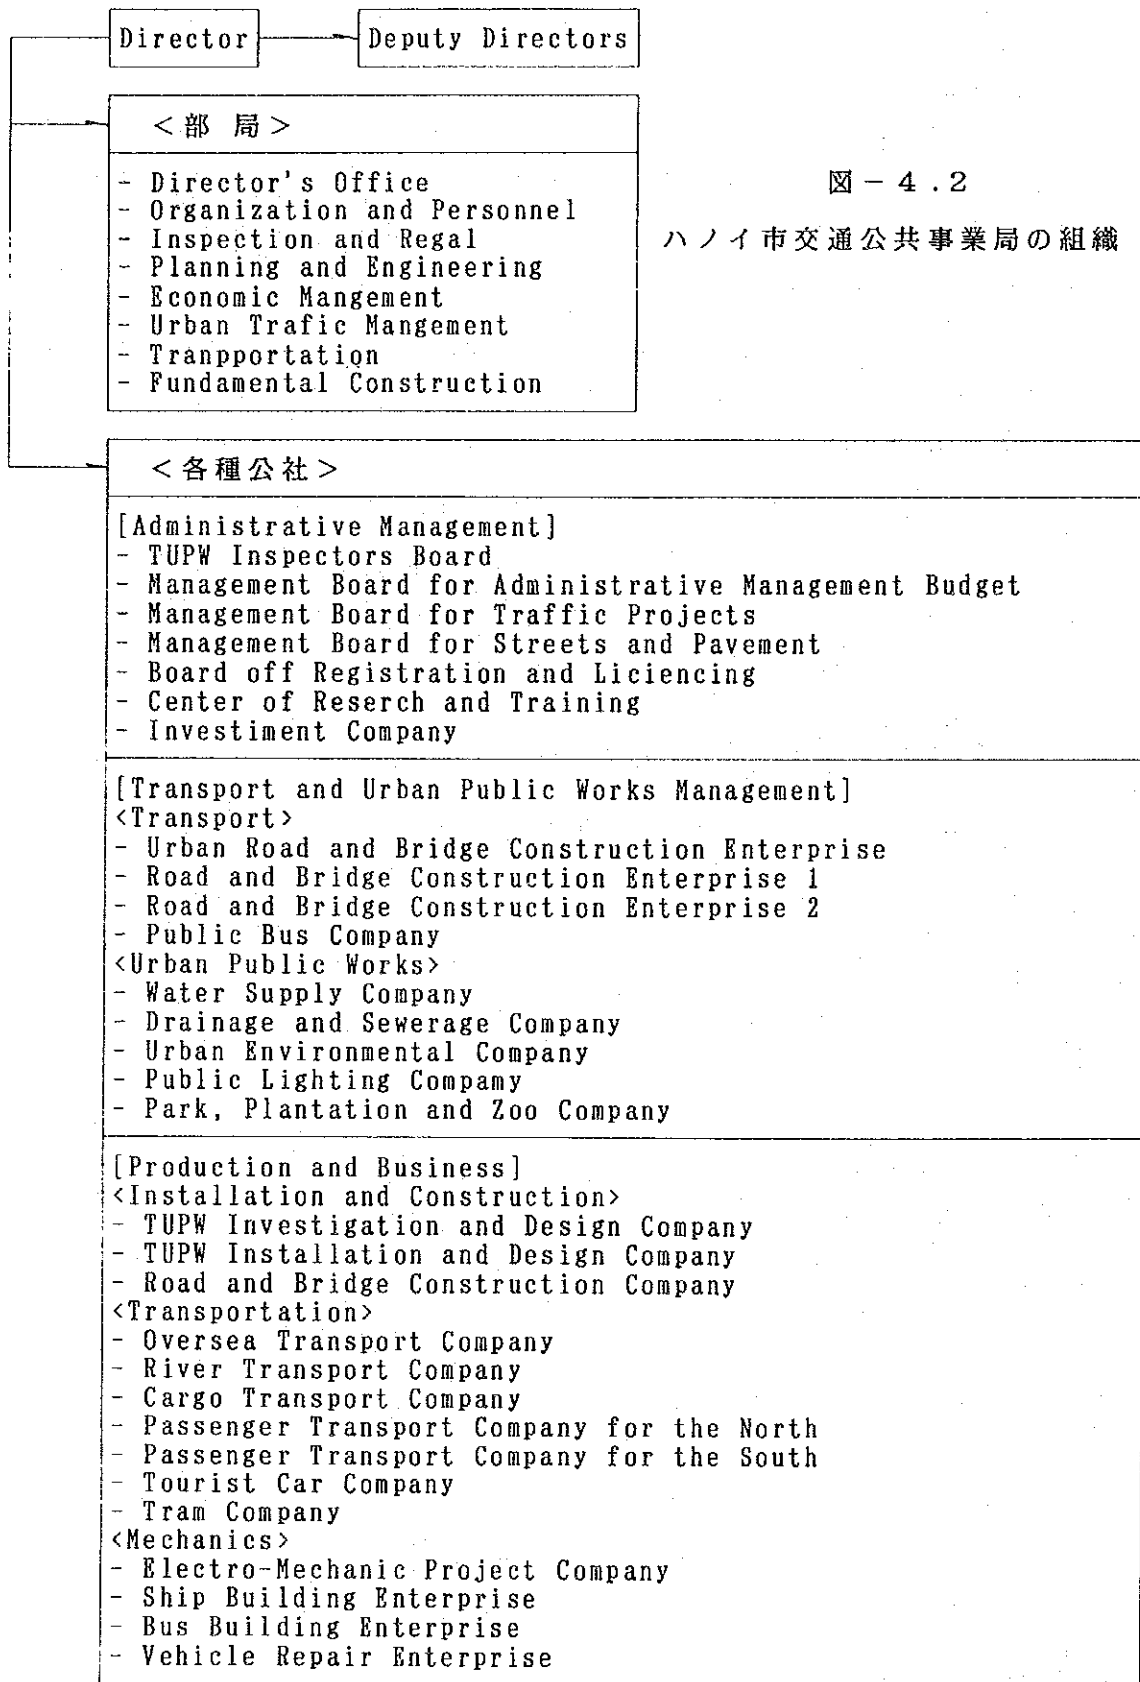 Director
Deputy Directors
＜部 局＞
- Director's Office
- Organization and Personnel
- Inspection and Regal
- Planning and Engineering
- Economic Mangement
- Urban Trafic Mangement
- Tranpportation
- Fundamental Construction
図－4.2
ハノイ市交通公共事業局の組織
＜各種公社＞
[Administrative Management]
- TUPW Inspectors Board
- Management Board for Administrative Management Budget
- Management Board for Traffic Projects
- Management Board for Streets and Pavement
- Board off Registration and Liciencing
- Center of Reserch and Training
- Investiment Company
[Transport and Urban Public Works Management]
<Transport>
- Urban Road and Bridge Construction Enterprise
- Road and Bridge Construction Enterprise 1
- Road and Bridge Construction Enterprise 2
- Public Bus Company
<Urban Public Works>
- Water Supply Company
- Drainage and Sewerage Company
- Urban Environmental Company
- Public Lighting Compamy
- Park, Plantation and Zoo Company
[Production and Business]
<Installation and Construction>
- TUPW Investigation and Design Company
- TUPW Installation and Design Company
- Road and Bridge Construction Company
<Transportation>
- Oversea Transport Company
- River Transport Company
- Cargo Transport Company
- Passenger Transport Company for the North
- Passenger Transport Company for the South
- Tourist Car Company
- Tram Company
<Mechanics>
- Electro-Mechanic Project Company
- Ship Building Enterprise
- Bus Building Enterprise
- Vehicle Repair Enterprise